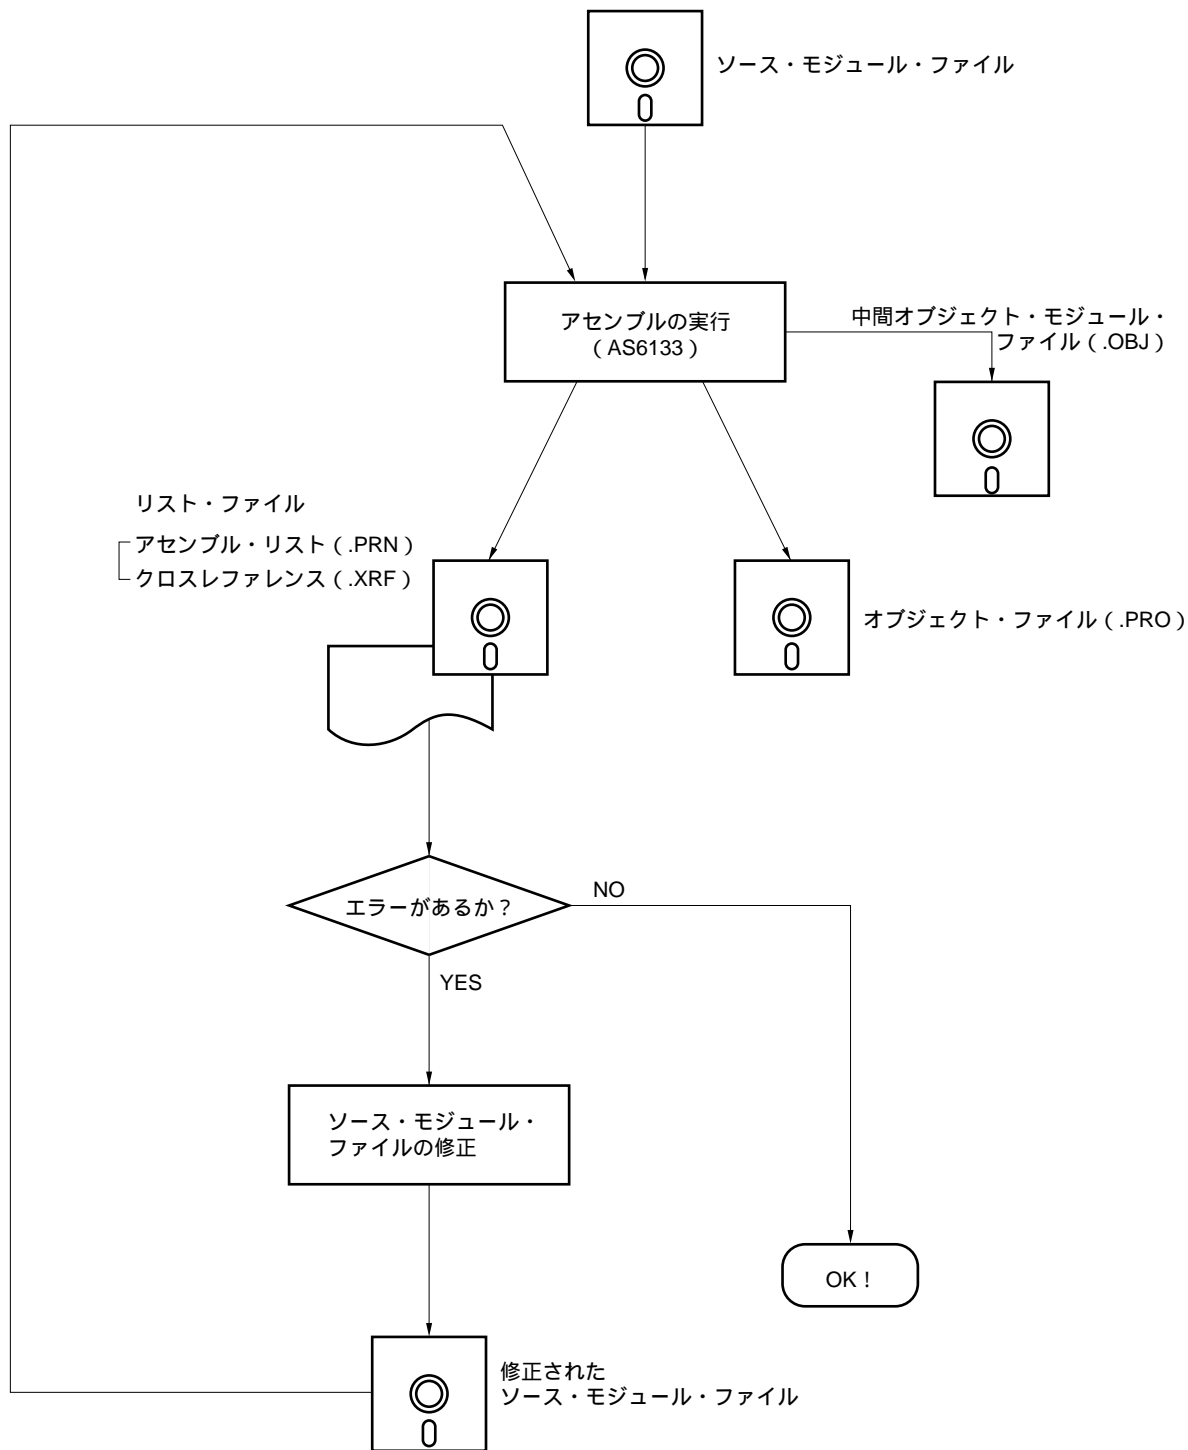 ソース・モジュール・ファイル
アセンブルの実行
（AS6133）
中間オブジェクト・モジュール・
ファイル（.OBJ）
リスト・ファイル
アセンブル・リスト（.PRN）
クロスレファレンス（.XRF）
オブジェクト・ファイル（.PRO）
エラーがあるか？
NO
YES
ソース・モジュール・
ファイルの修正
OK！
修正された
ソース・モジュール・ファイル